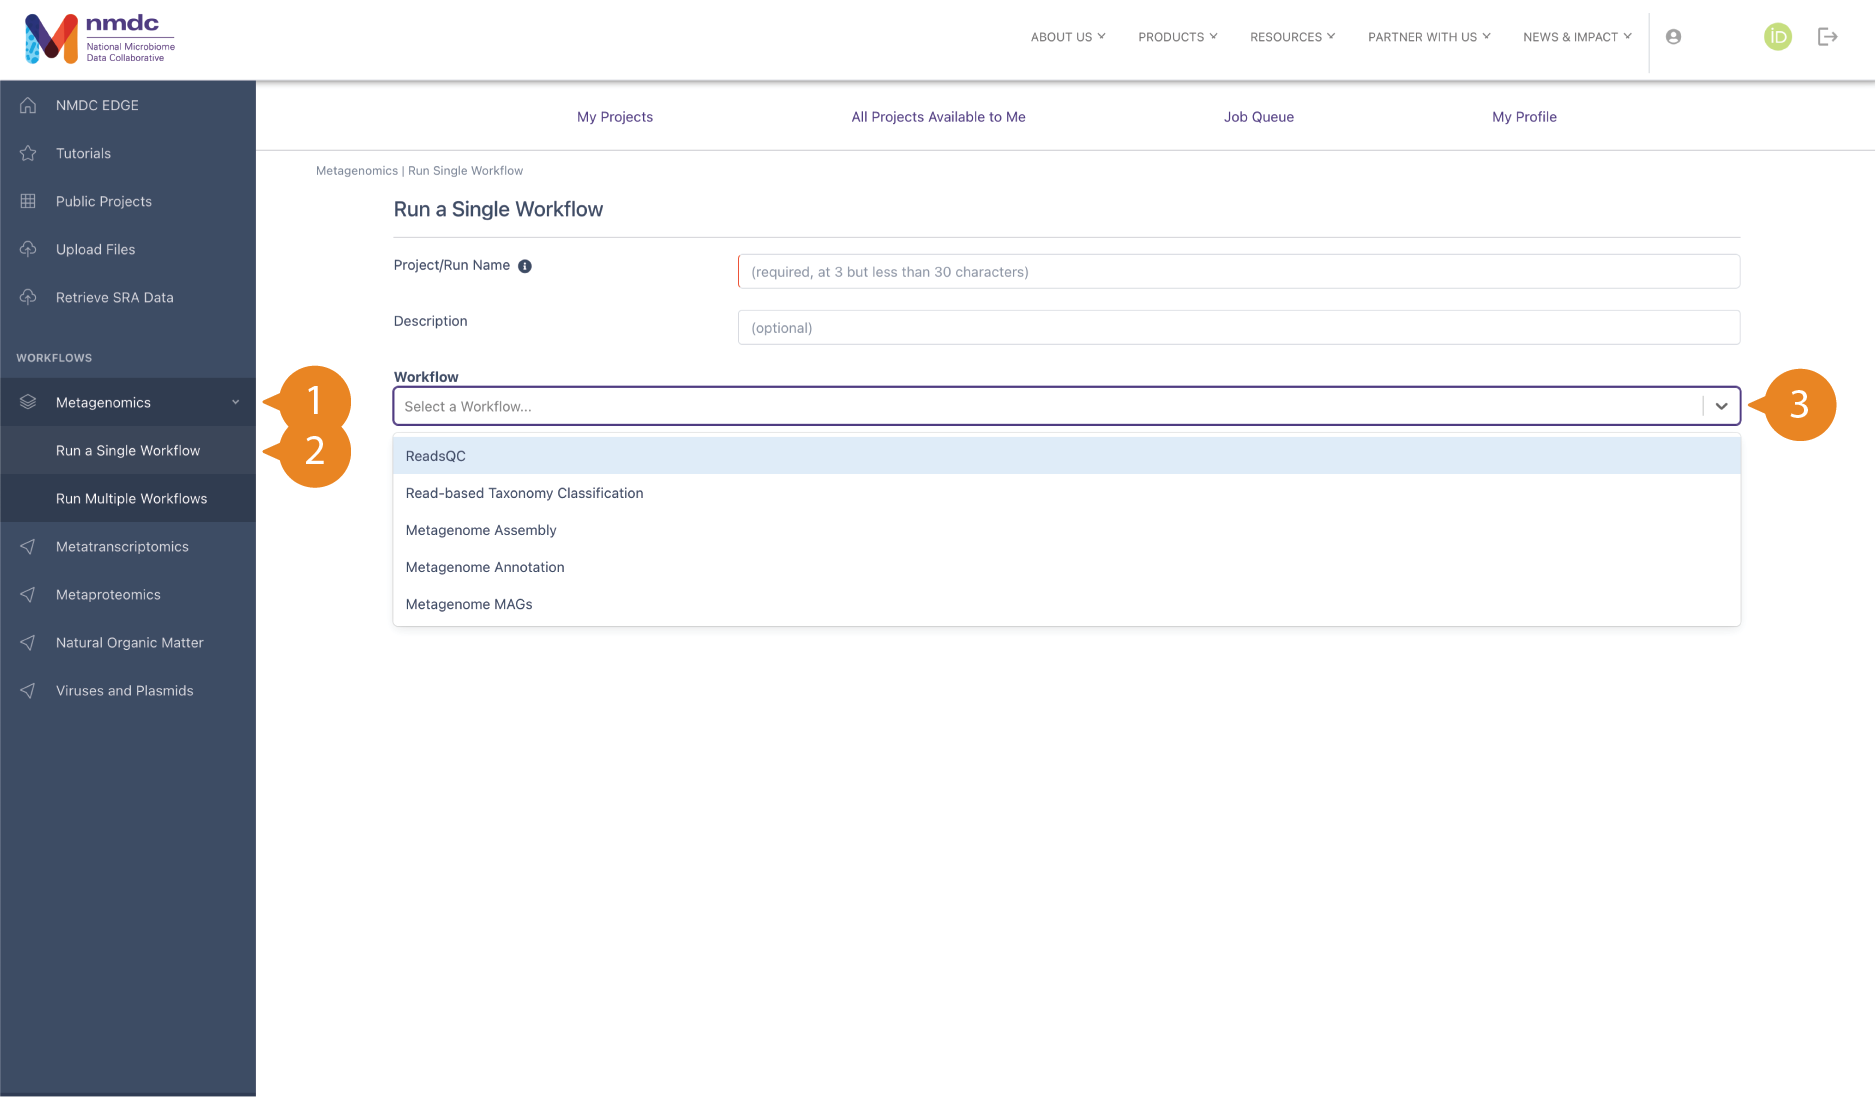 nmdc
National Microbiome
Data Collaborative
ABOUT US
PRODUCTS
RESOURCES
PARTNER WITH US
NEWS & IMPACT
ID
NMDC EDGE
Tutorials
Public Projects
Upload Files
Retrieve SRA Data
WORKFLOWS
Metagenomics
Run a Single Workflow
Run Multiple Workflows
Metatranscriptomics
Metaproteomics
Natural Organic Matter
Viruses and Plasmids
1
2
My Projects
All Projects Available to Me
Job Queue
My Profile
Metagenomics | Run Single Workflow
Run a Single Workflow
Project/Run Name
(required, at 3 but less than 30 characters)
Description
(optional)
Workflow
Select a Workflow...
3
ReadsQC
Read-based Taxonomy Classification
Metagenome Assembly
Metagenome Annotation
Metagenome MAGs